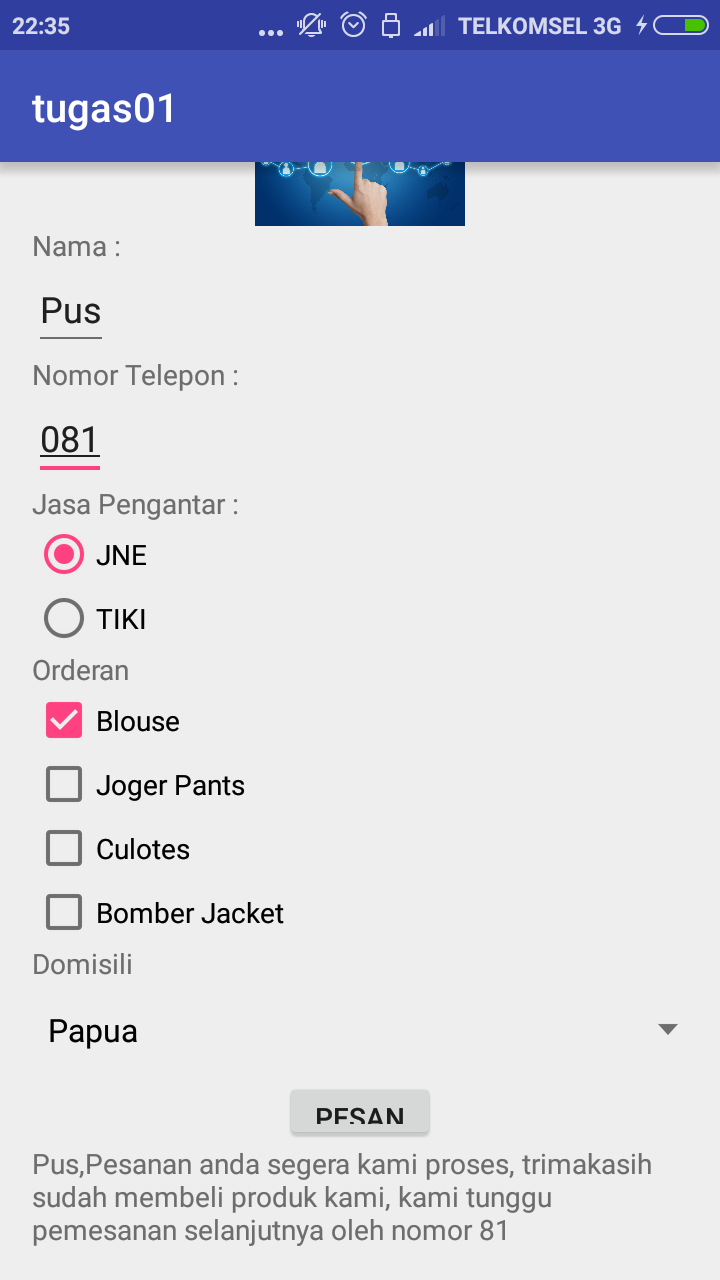 22:35 ... TELKOMSEL 3G
tugas01
Nama :
Pus
Nomor Telepon :
081
Jasa Pengantar :
JNE
TIKI
Orderan
Blouse
Joger Pants
Culotes
Bomber Jacket
Domisili
Papua
PESAN
Pus,Pesanan anda segera kami proses, trimakasih
sudah membeli produk kami, kami tunggu
pemesanan selanjutnya oleh nomor 81